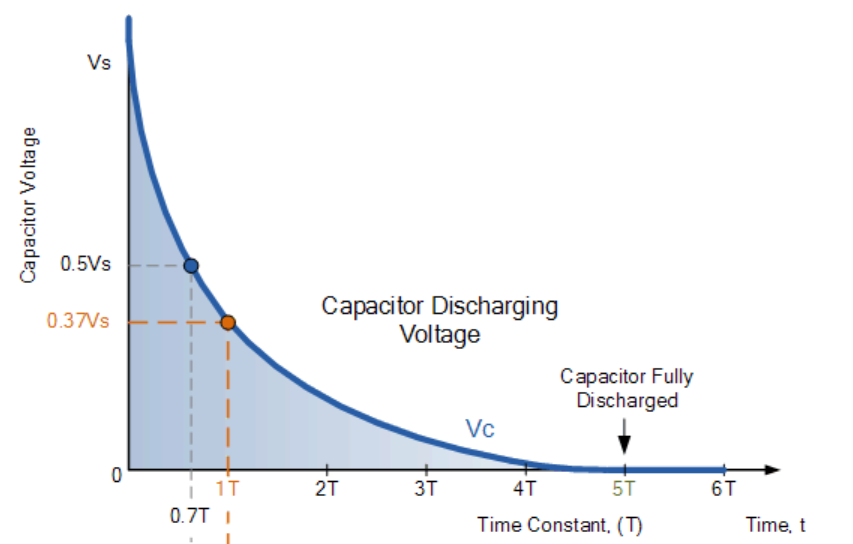 Vs
Capacitor Voltage
0.5Vs
0.37Vs
Capacitor Discharging
Voltage
Capacitor Fully
Discharged
Vc
0
1T
2T
3T
4T
5T
6T
0.7T
Time Constant, (T)
Time, t